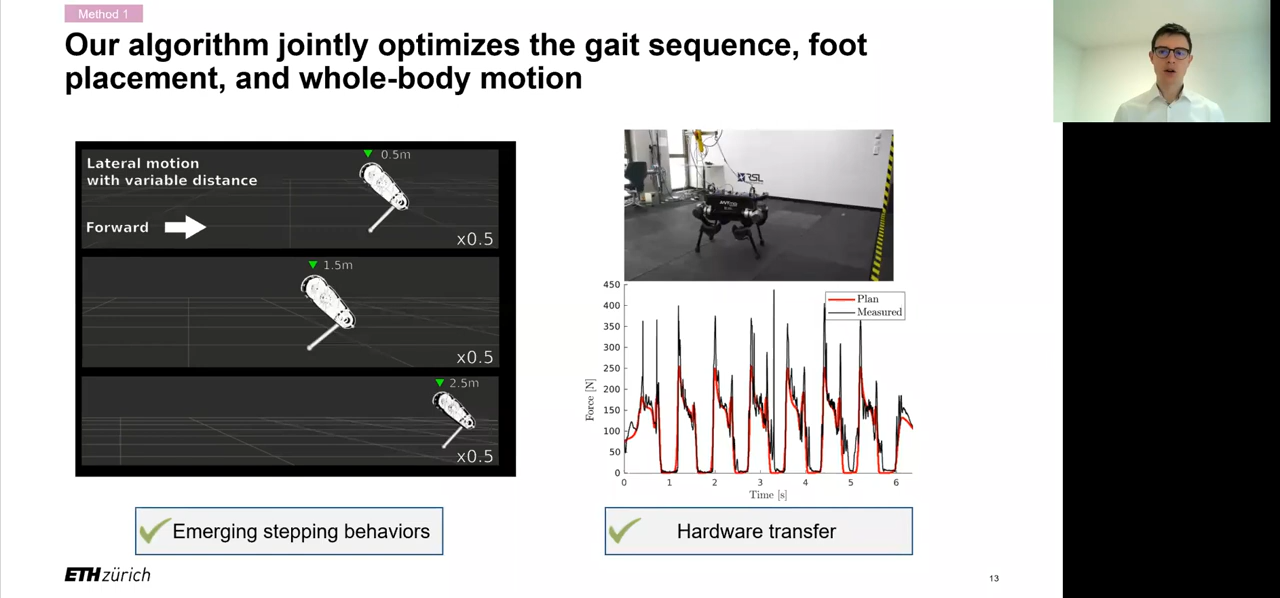 Method 1
Our algorithm jointly optimizes the gait sequence, foot
placement, and whole-body motion
Lateral motion
with variable distance
Forward
0.5m
x0.5
1.5m
x0.5
2.5m
x0.5
RSL
450
400
350
300
250
200
150
100
50
0
Force [N]
Plan
Measured
0 1 2 3 4 5 6
Time [s]
Emerging stepping behaviors
Hardware transfer
ETH zürich
13